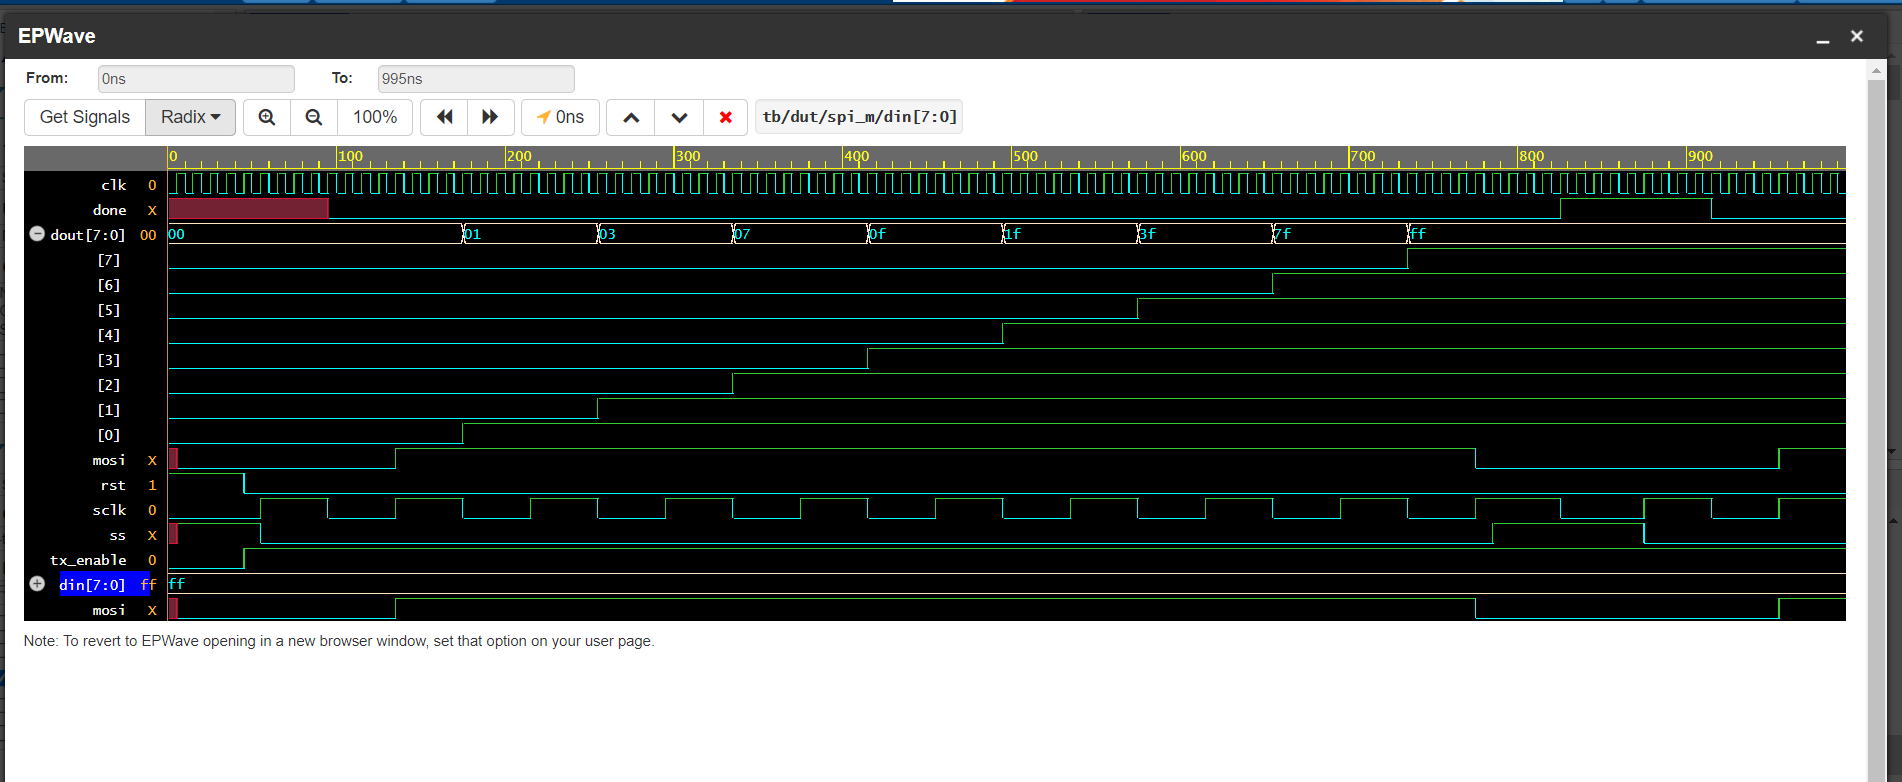 EPWave
From: 0ns To: 995ns
Get Signals Radix 100% 0ns tb/dut/spi_m/din[7:0]
0 100 200 300 400 500 600 700 800 900
clk 0
done X
dout[7:0] 00 00 01 03 07 0f 1f 3f 7f ff
[7]
[6]
[5]
[4]
[3]
[2]
[1]
[0]
mosi X
rst 1
sclk 0
ss X
tx_enable 0
din[7:0] ff ff
mosi X
Note: To revert to EPWave opening in a new browser window, set that option on your user page.